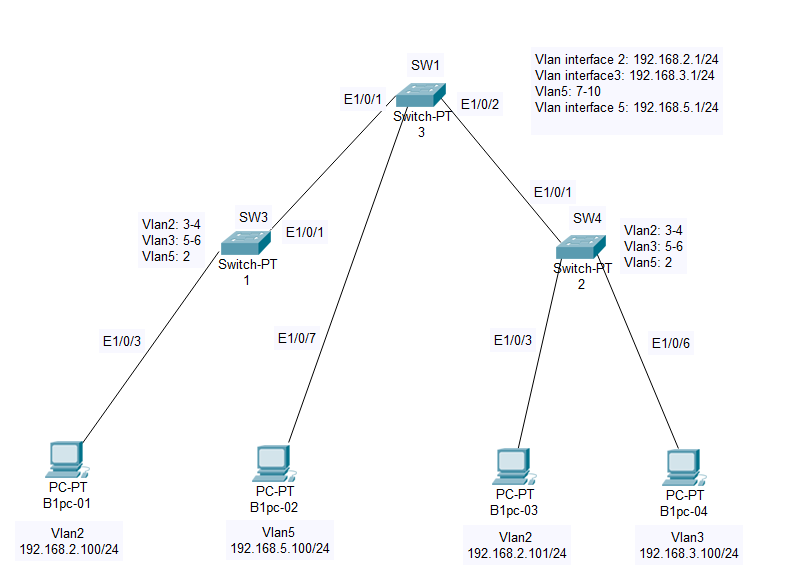 SW1
Vlan interface 2: 192.168.2.1/24
Vlan interface3: 192.168.3.1/24
Vlan5: 7-10
Vlan interface 5: 192.168.5.1/24
E1/0/1
E1/0/2
Switch-PT
3
E1/0/1
Vlan2: 3-4
Vlan3: 5-6
Vlan5: 2
SW3
E1/0/1
Switch-PT
1
SW4
Vlan2: 3-4
Vlan3: 5-6
Vlan5: 2
Switch-PT
2
E1/0/3
E1/0/7
E1/0/3
E1/0/6
PC-PT
B1pc-01
PC-PT
B1pc-02
PC-PT
B1pc-03
PC-PT
B1pc-04
Vlan2
192.168.2.100/24
Vlan5
192.168.5.100/24
Vlan2
192.168.2.101/24
Vlan3
192.168.3.100/24